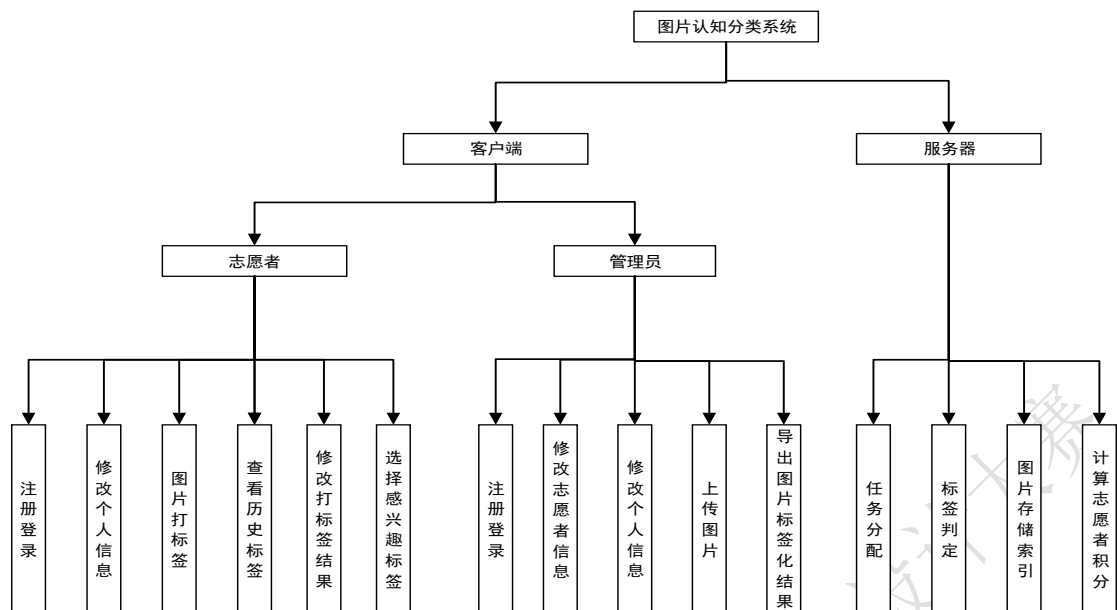 图片认知分类系统
客户端
服务器
志愿者
管理员
注册登录
修改个人信息
图片打标签
查看历史标签
修改打标签结果
选择感兴趣标签
注册登录
修改志愿者信息
修改个人信息
上传图片
导出图片标签化结果
任务分配
标签判定
图片存储索引
计算志愿者积分
设计大赛